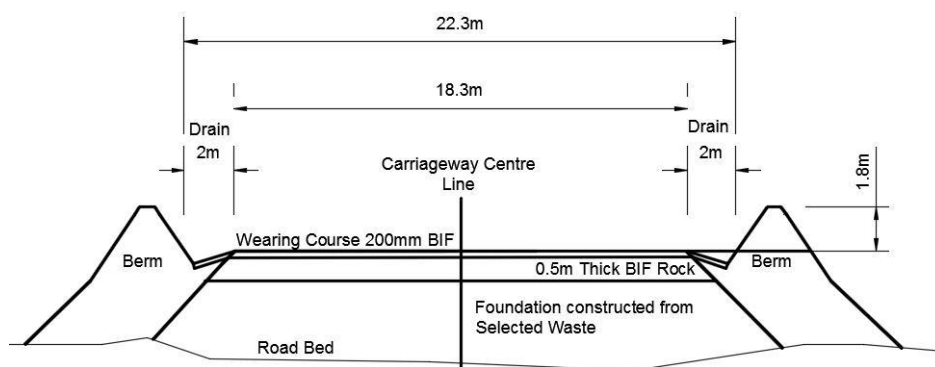 22.3m
18.3m
Drain
2m
Drain
2m
Carriageway Centre
Line
1.8m
Wearing Course 200mm BIF
Berm
Berm
0.5m Thick BIF Rock
Foundation constructed from
Selected Waste
Road Bed